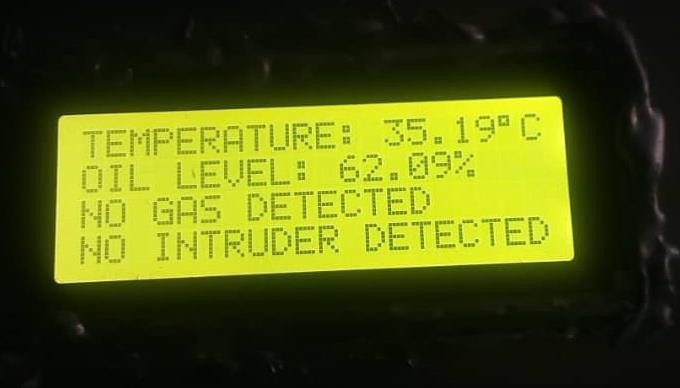 TEMPERATURE: 35.19°C
OIL LEVEL: 62.09%
NO GAS DETECTED
NO INTRUDER DETECTED